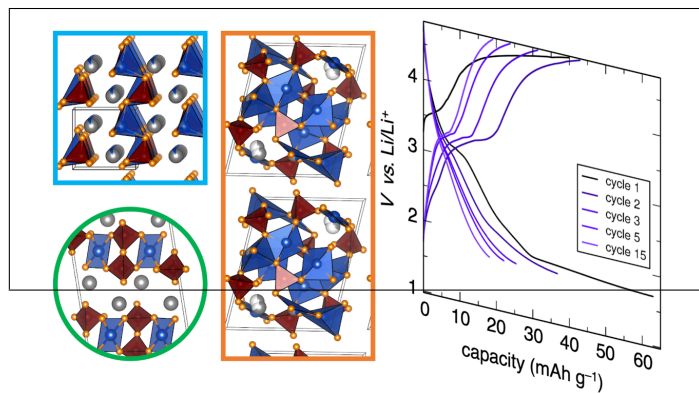 V vs. Li/Li⁺
4
3
2
1
cycle 1
cycle 2
cycle 3
cycle 5
cycle 15
0 10 20 30 40 50 60
capacity (mAh g⁻¹)